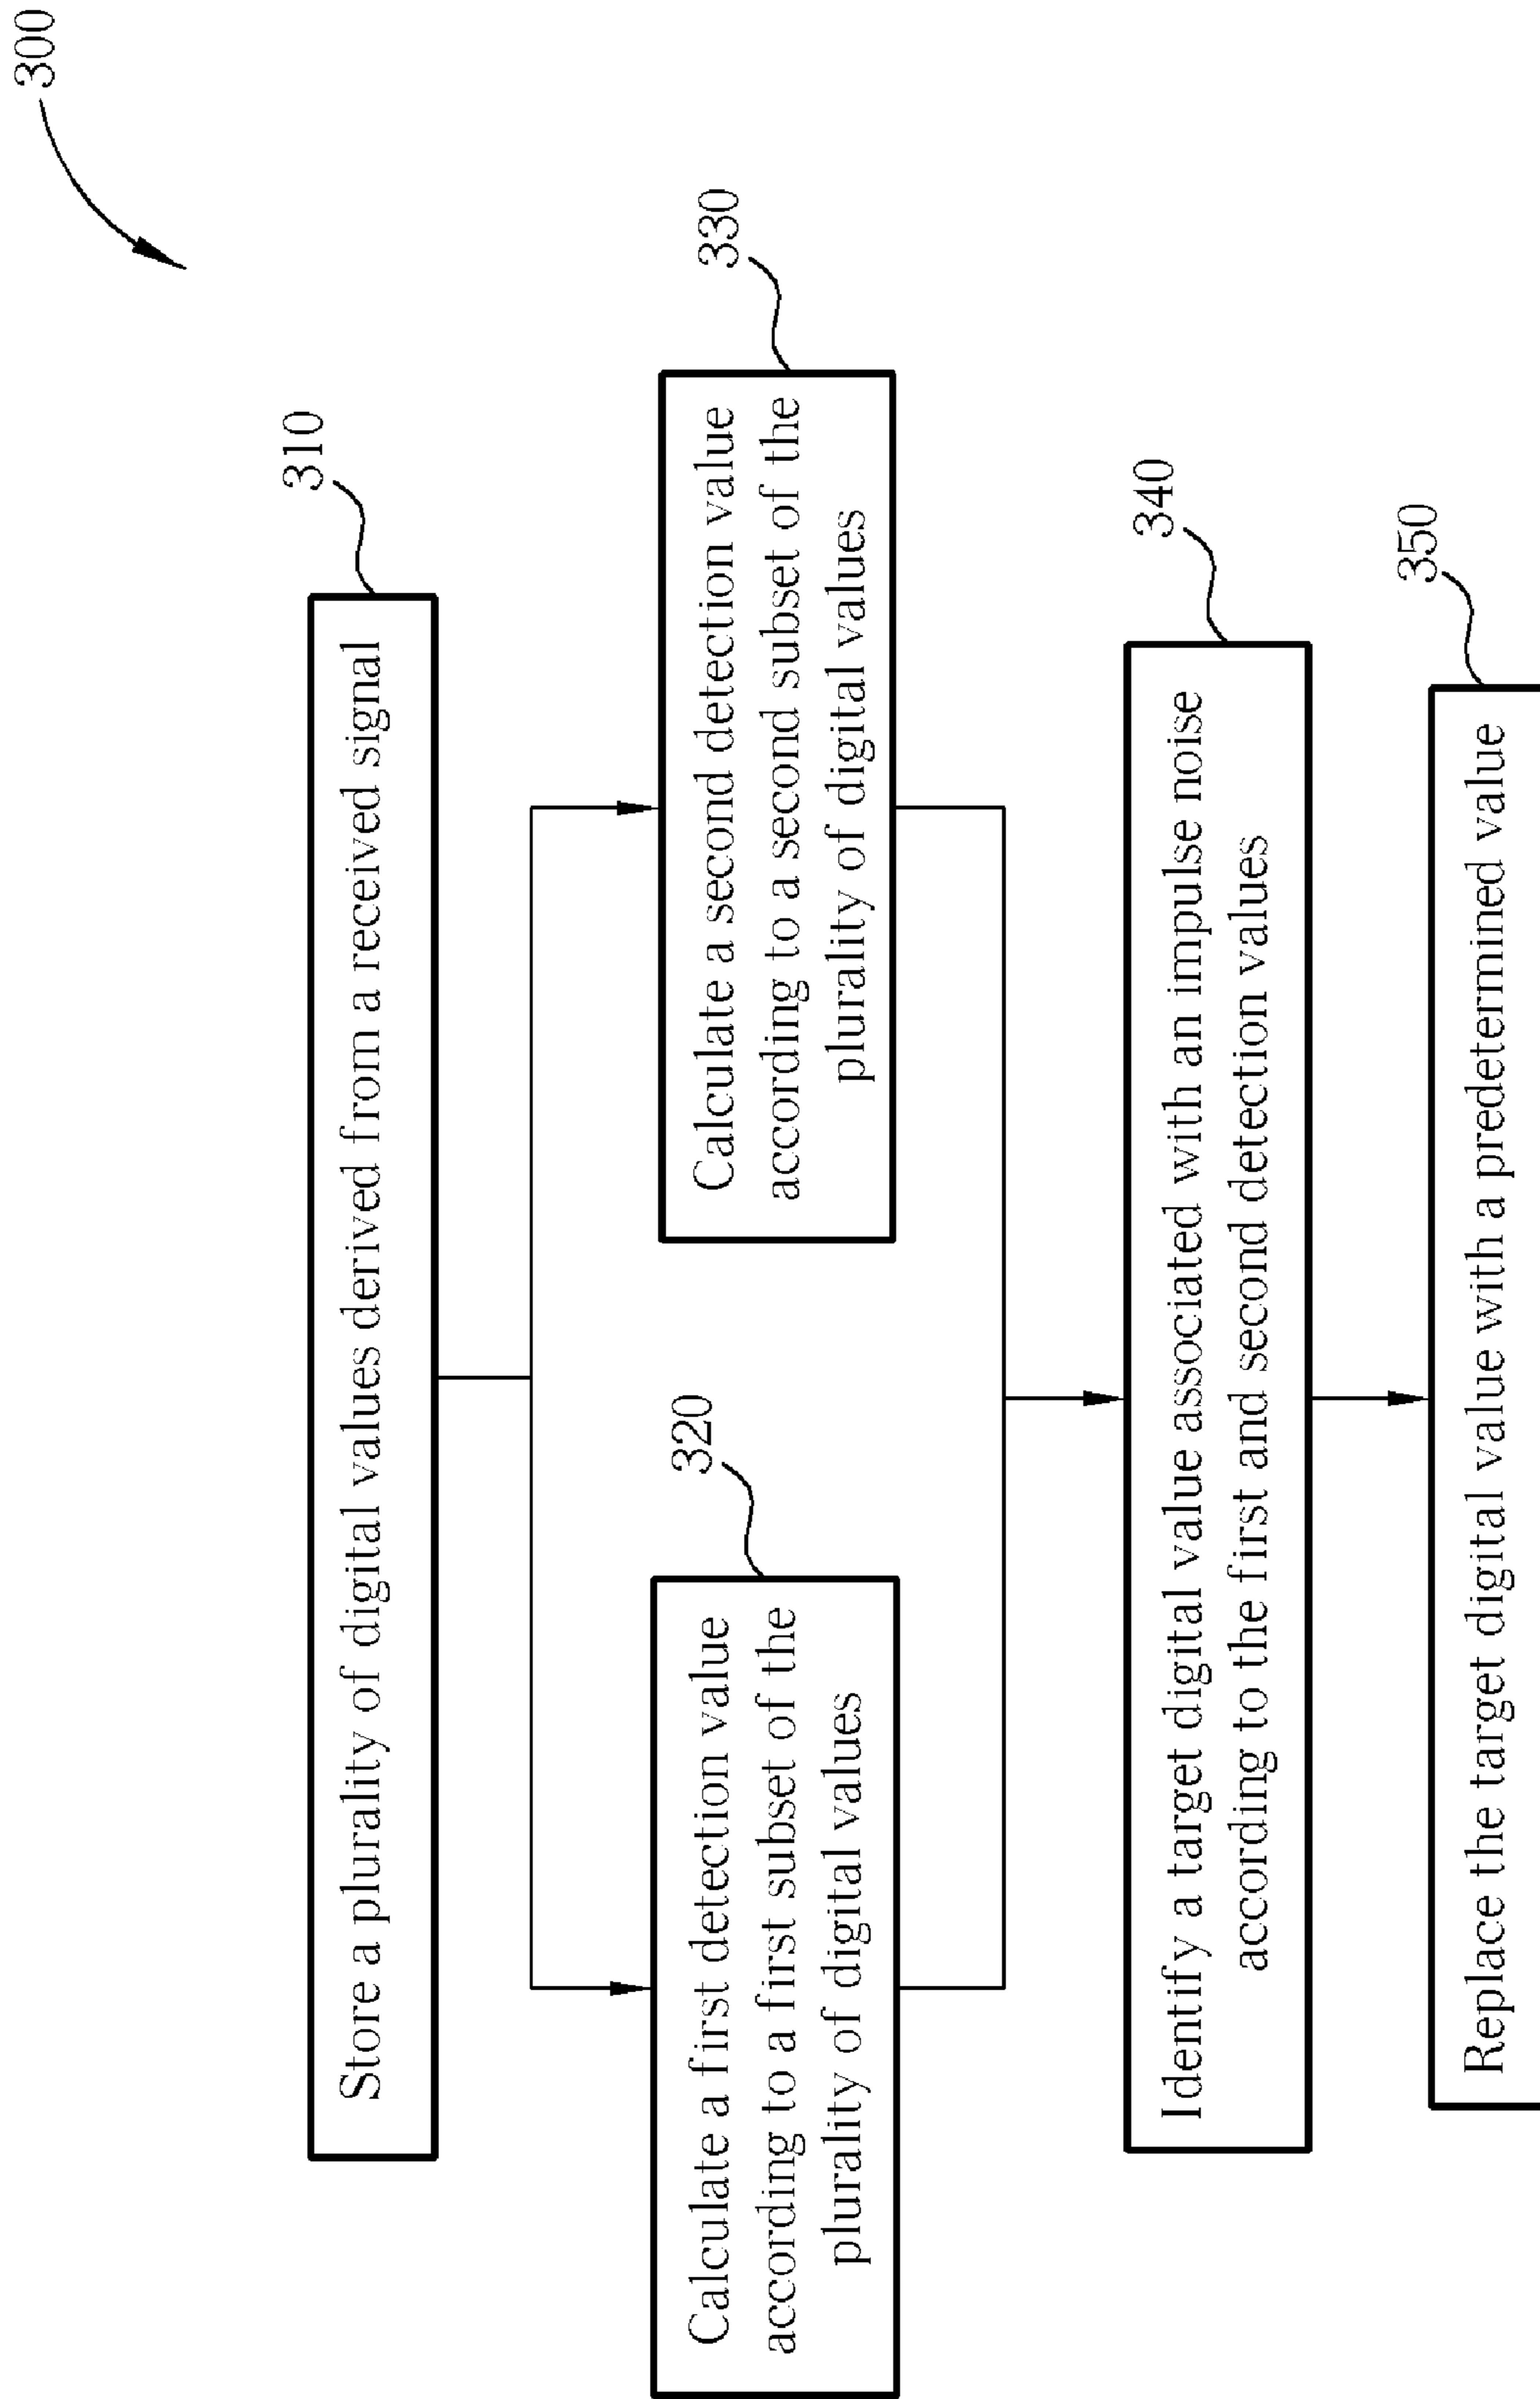 300
310
Store a plurality of digital values derived from a received signal
320
Calculate a first detection value
according to a first subset of the
plurality of digital values
330
Calculate a second detection value
according to a second subset of the
plurality of digital values
340
Identify a target digital value associated with an impulse noise
according to the first and second detection values
350
Replace the target digital value with a predetermined value